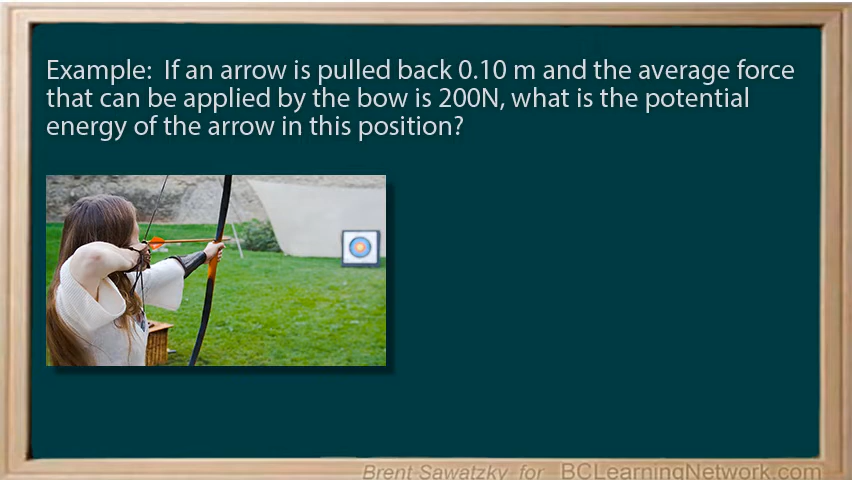 Example:  If an arrow is pulled back 0.10 m and the average force
that can be applied by the bow is 200N, what is the potential
energy of the arrow in this position?
Brent Sawatzky for BCLearningNetwork.com